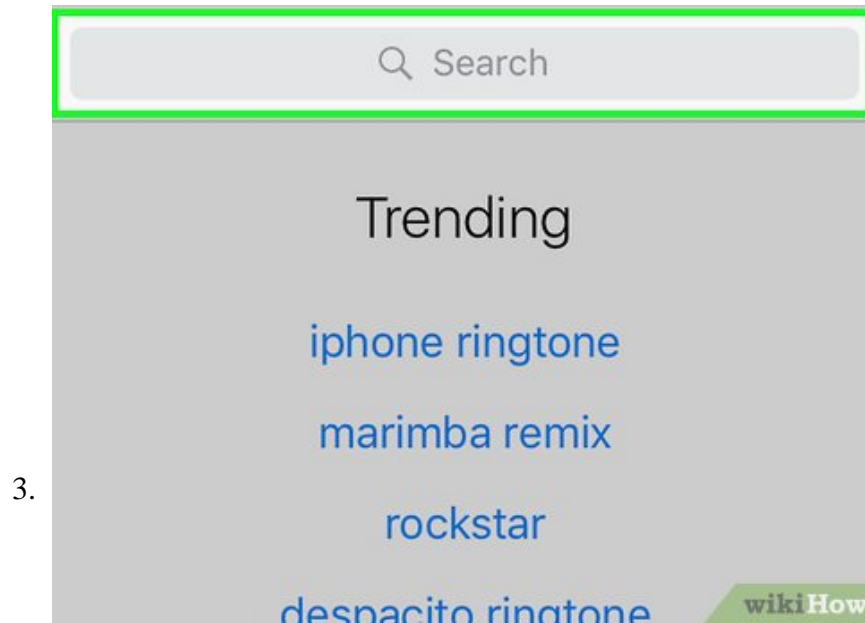 Search
Trending
iphone ringtone
marimba remix
3.
rockstar
despacito ringtone
wikiHow